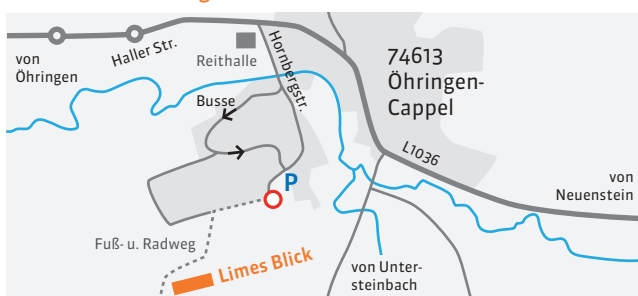 von
Öhringen
Haller Str.
Reithalle
Hornbergstr.
74613
Öhringen-
Cappel
Busse
L1036
von
Neuenstein
P
Fuß- u. Radweg
Limes Blick
von Unter-
steinbach